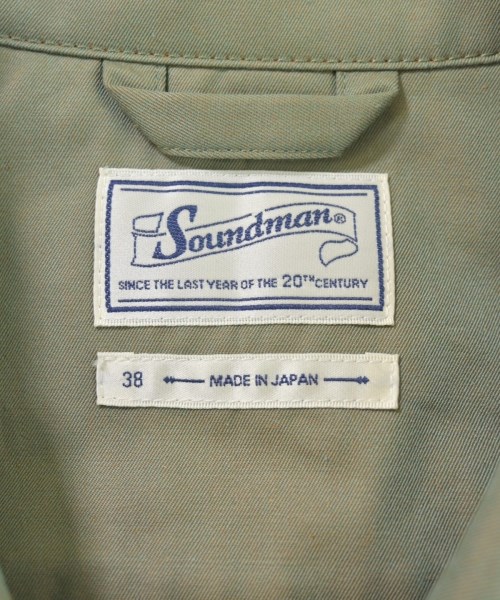 Soundman®
SINCE THE LAST YEAR OF THE 20TH CENTURY
38 MADE IN JAPAN